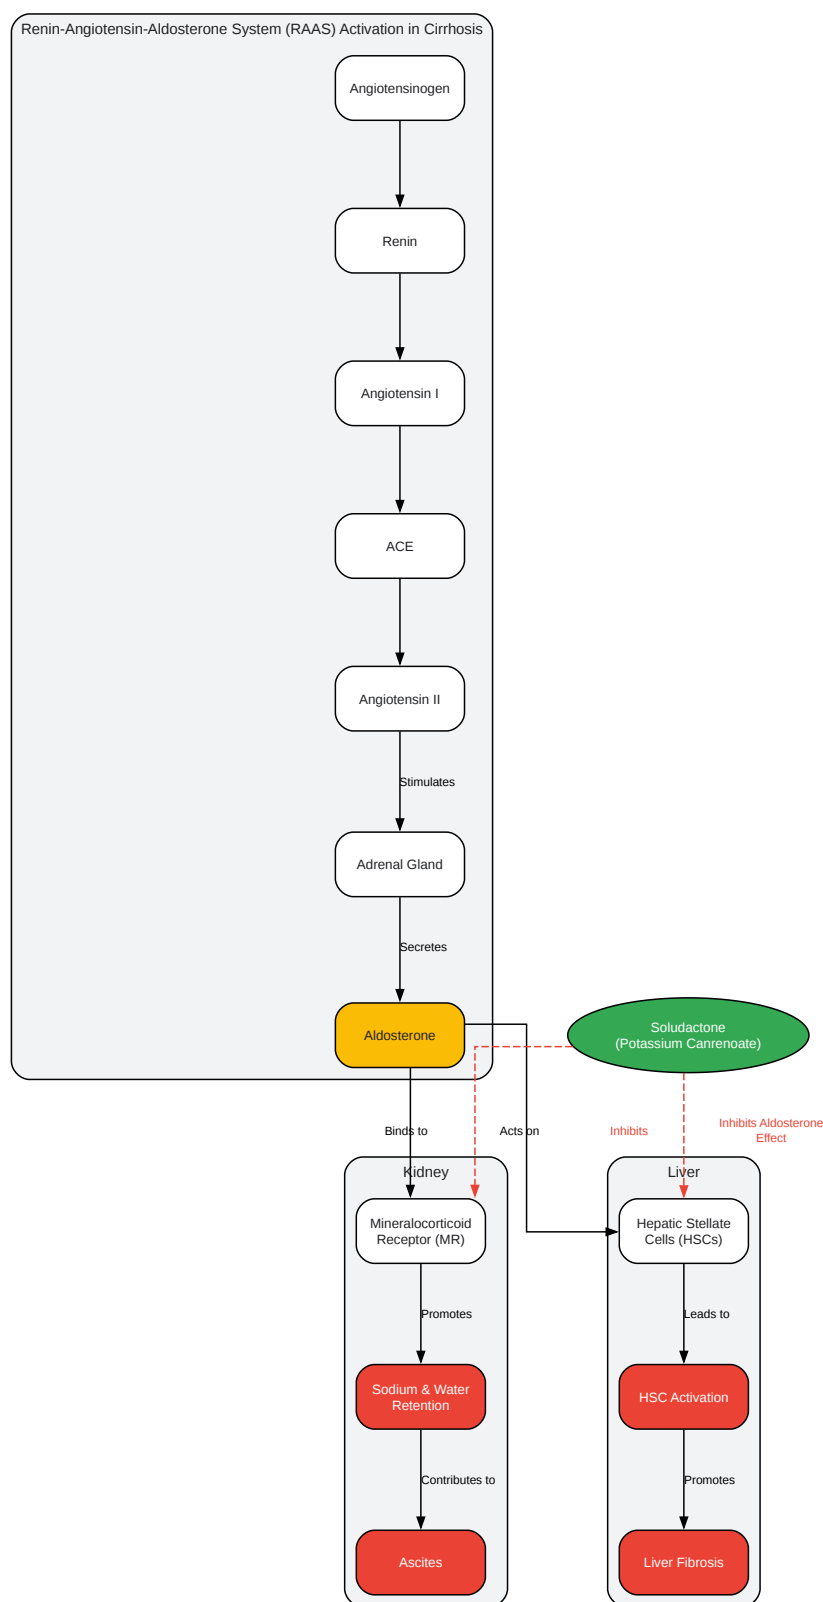 Renin-Angiotensin-Aldosterone System (RAAS) Activation in Cirrhosis
Angiotensinogen
Renin
Angiotensin I
ACE
Angiotensin II
Stimulates
Adrenal Gland
Secretes
Aldosterone
Soludactone
(Potassium Canrenoate)
Binds to
Acts on
Inhibits
Inhibits Aldosterone
Effect
Kidney
Liver
Mineralocorticoid
Receptor (MR)
Hepatic Stellate
Cells (HSCs)
Promotes
Leads to
Sodium & Water
Retention
HSC Activation
Contributes to
Promotes
Ascites
Liver Fibrosis